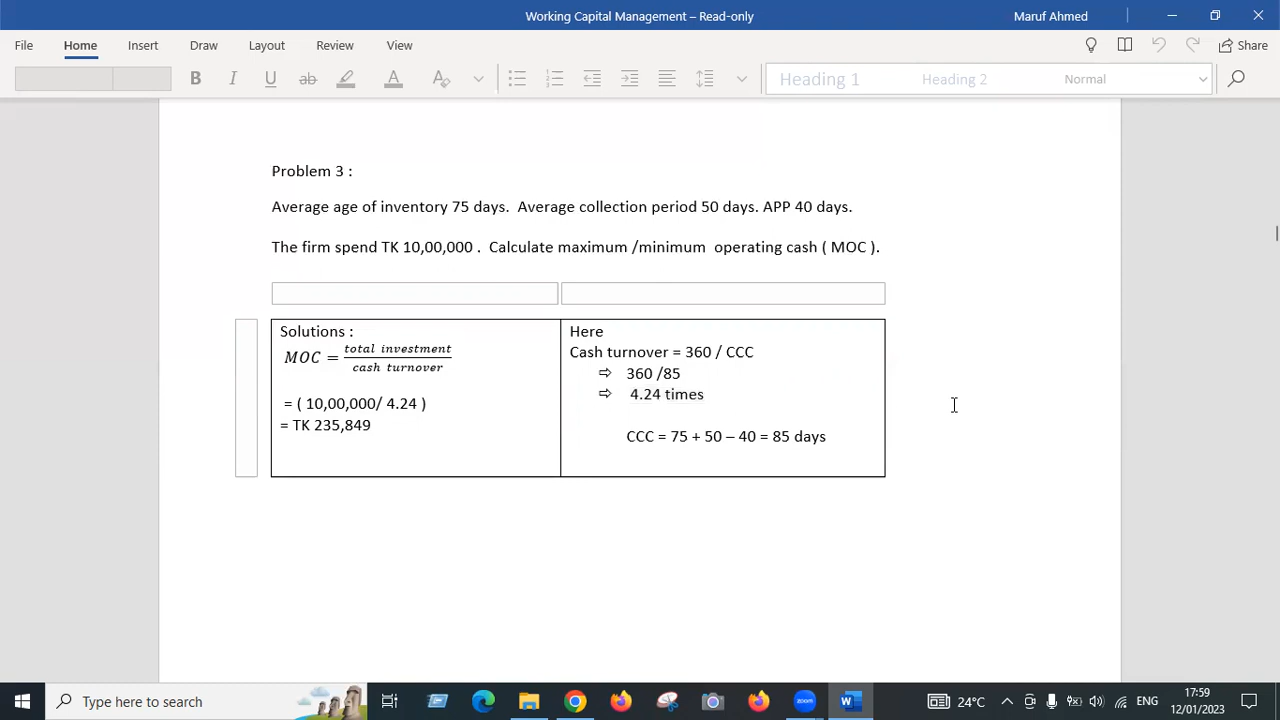 Working Capital Management – Read-only
Maruf Ahmed
File Home Insert Draw Layout References Review View Share
Heading 1 Heading 2 Normal
Problem 3 :
Average age of inventory 75 days. Average collection period 50 days. APP 40 days.
The firm spend TK 10,00,000 . Calculate maximum /minimum operating cash ( MOC ).
Solutions :
MOC = total investment / cash turnover
= ( 10,00,000/ 4.24 )
= TK 235,849
Here
Cash turnover = 360 / CCC
⇨ 360 /85
⇨ 4.24 times
CCC = 75 + 50 – 40 = 85 days
Type here to search
24°C
ENG
17:59
12/01/2023